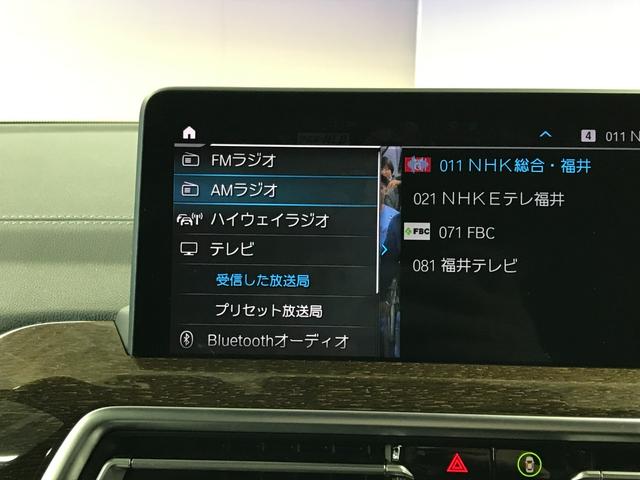 4 011 N
FMラジオ
AMラジオ
ハイウェイラジオ
テレビ
受信した放送局
プリセット放送局
Bluetoothオーディオ
011 NHK総合・福井
021 NHKEテレ福井
FBC 071 FBC
081 福井テレビ